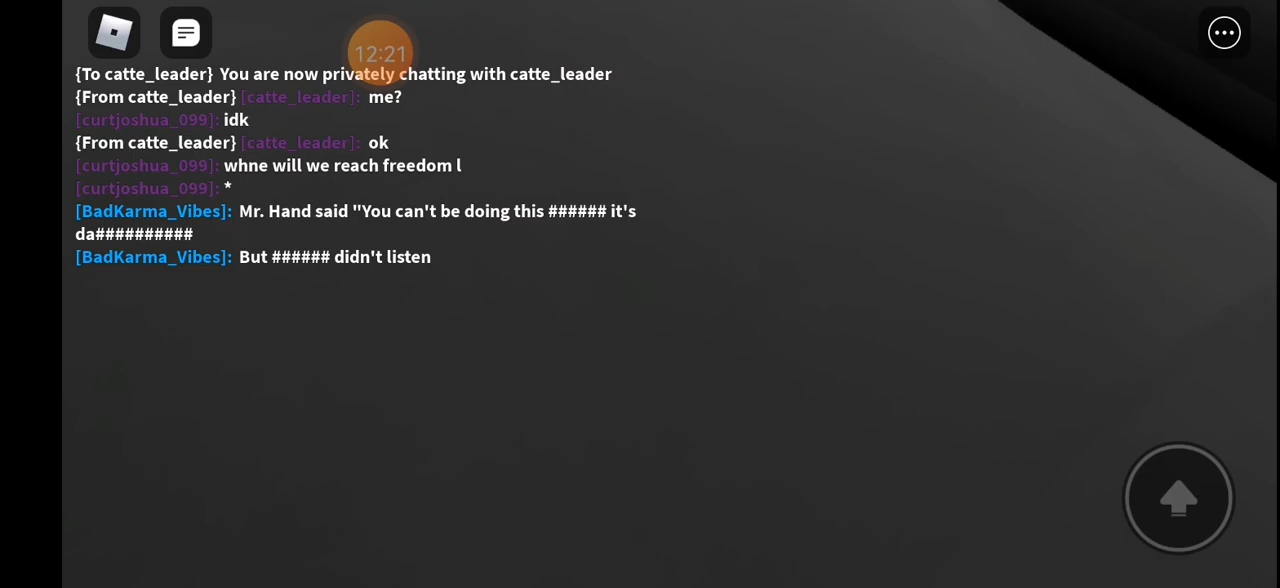 12:21
{To catte_leader} You are now privately chatting with catte_leader
{From catte_leader} [catte_leader]: me?
[curtjoshua_099]: idk
{From catte_leader} [catte_leader]: ok
[curtjoshua_099]: whne will we reach freedom l
[curtjoshua_099]: *
[BadKarma_Vibes]: Mr. Hand said "You can't be doing this ###### it's
da##########
[BadKarma_Vibes]: But ###### didn't listen